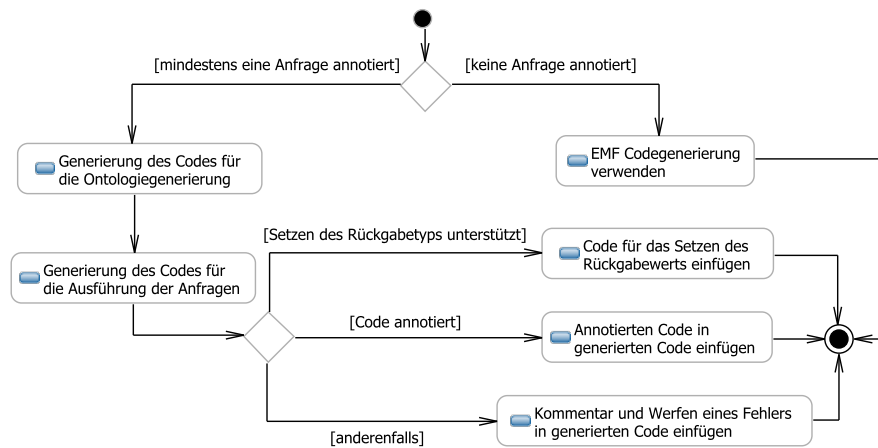 [mindestens eine Anfrage annotiert]
[keine Anfrage annotiert]
Generierung des Codes für
die Ontologiegenerierung
EMF Codegenerierung
verwenden
Generierung des Codes für
die Ausführung der Anfragen
[Setzen des Rückgabetyps unterstützt]
Code für das Setzen des
Rückgabewerts einfügen
[Code annotiert]
Annotierten Code in
generierten Code einfügen
[anderenfalls]
Kommentar und Werfen eines Fehlers
in generierten Code einfügen